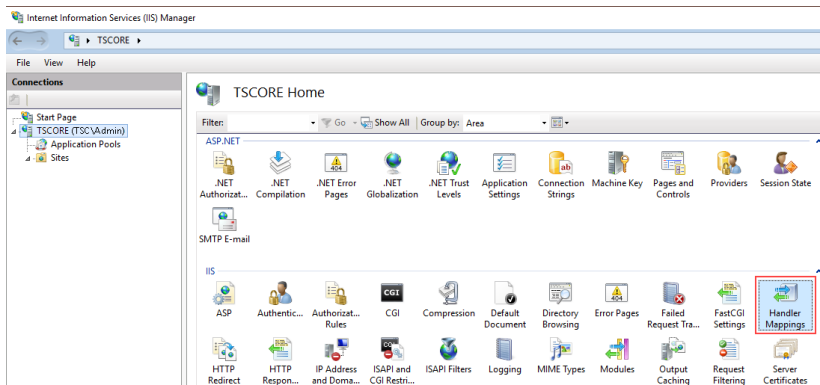 Internet Information Services (IIS) Manager
TSCORE
File View Help
Connections
TSCORE Home
Start Page
TSCORE (TSC\Admin)
Application Pools
Sites
Filter: Go Show All Group by: Area
ASP.NET
.NET Authorizat...
.NET Compilation
.NET Error Pages
.NET Globalization
.NET Trust Levels
Application Settings
Connection Strings
Machine Key
Pages and Controls
Providers
Session State
SMTP E-mail
IIS
ASP
Authentic...
Authorizat... Rules
CGI
Compression
Default Document
Directory Browsing
Error Pages
Failed Request Tra...
FastCGI Settings
Handler Mappings
HTTP Redirect
HTTP Respon...
IP Address and Doma...
ISAPI and CGI Restri...
ISAPI Filters
Logging
MIME Types
Modules
Output Caching
Request Filtering
Server Certificates